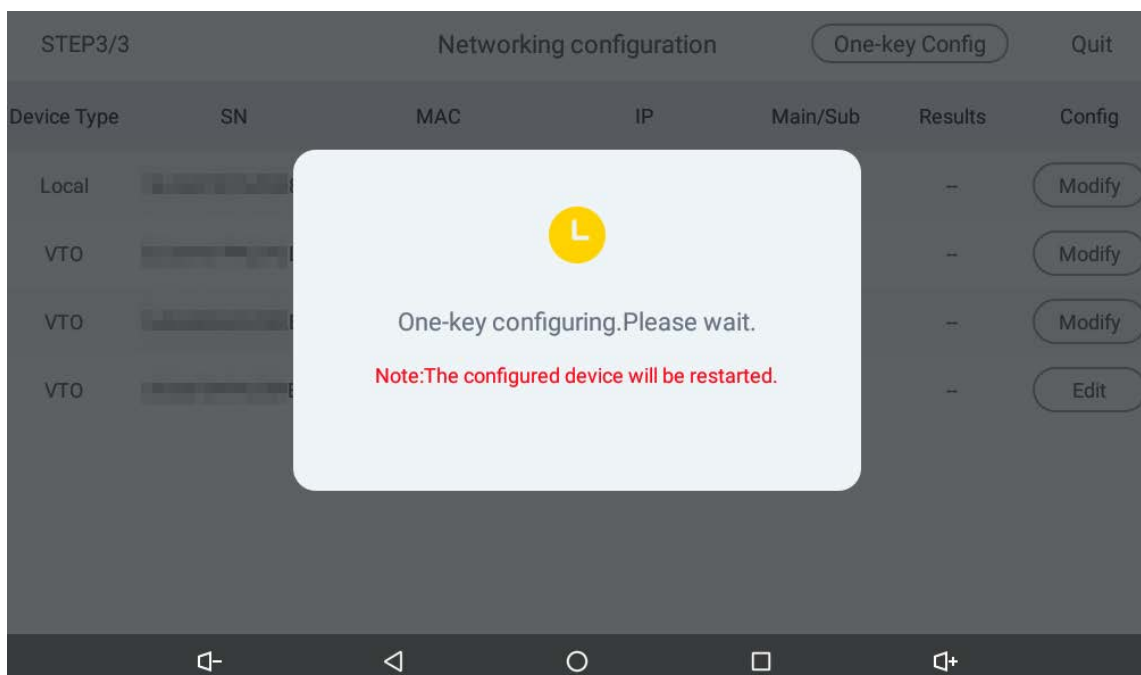 STEP3/3 Networking configuration One-key Config Quit
Device Type SN MAC IP Main/Sub Results Config
Local -- Modify
VTO -- Modify
VTO -- Modify
VTO -- Edit
One-key configuring.Please wait.
Note:The configured device will be restarted.